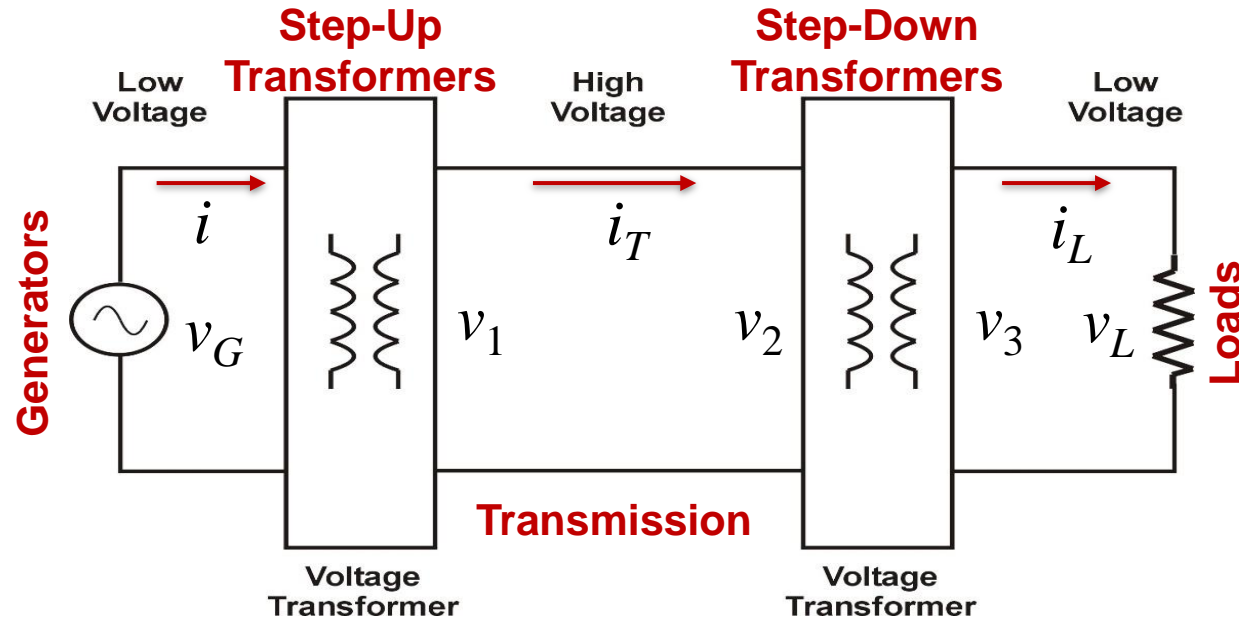 Step-Up
Transformers
Step-Down
Transformers
Low
Voltage
High
Voltage
Low
Voltage
i
i_T
i_L
Generators
v_G
v_1
v_2
v_3
v_L
Loads
Transmission
Voltage
Transformer
Voltage
Transformer